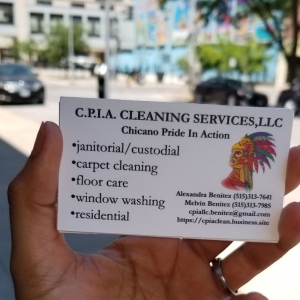 C.P.I.A. CLEANING SERVICES,LLC
Chicano Pride In Action
•janitorial/custodial
•carpet cleaning
•floor care
•window washing
•residential
Alexandra Benitez (515)313-7641
Melvin Benitez (515)313-7985
cpiallc.benitez@gmail.com
https://cpiaclean.business.site